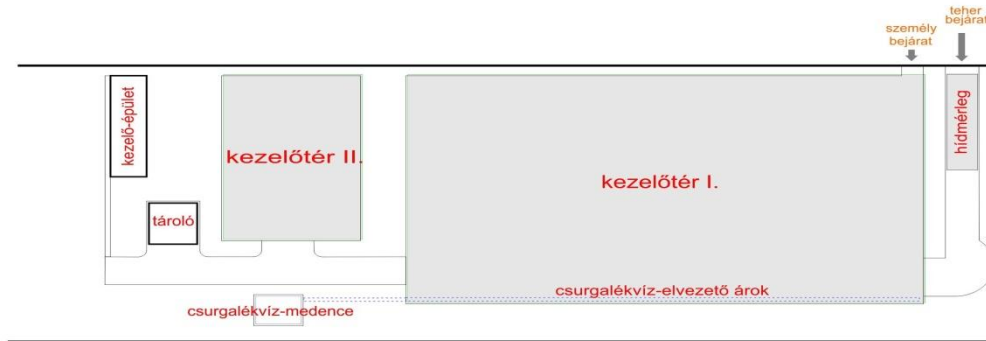 teher
bejárat
személy
bejárat
kezelő-épület
kezelőtér II.
kezelőtér I.
hídmérleg
tároló
csurgalékvíz-elvezető árok
csurgalékvíz-medence